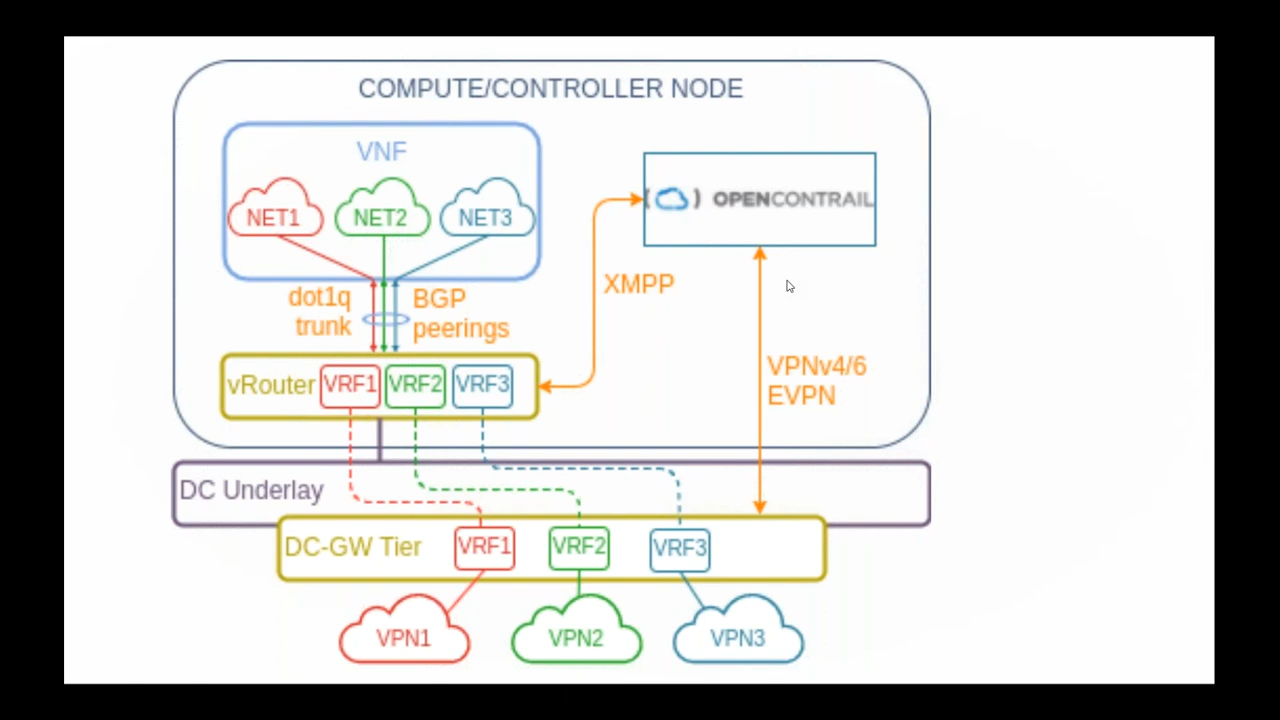 COMPUTE/CONTROLLER NODE
VNF
NET1
NET2
NET3
OPENCONTRAIL
dot1q
trunk
BGP
peerings
XMPP
vRouter
VRF1
VRF2
VRF3
VPNv4/6
EVPN
DC Underlay
DC-GW Tier
VRF1
VRF2
VRF3
VPN1
VPN2
VPN3